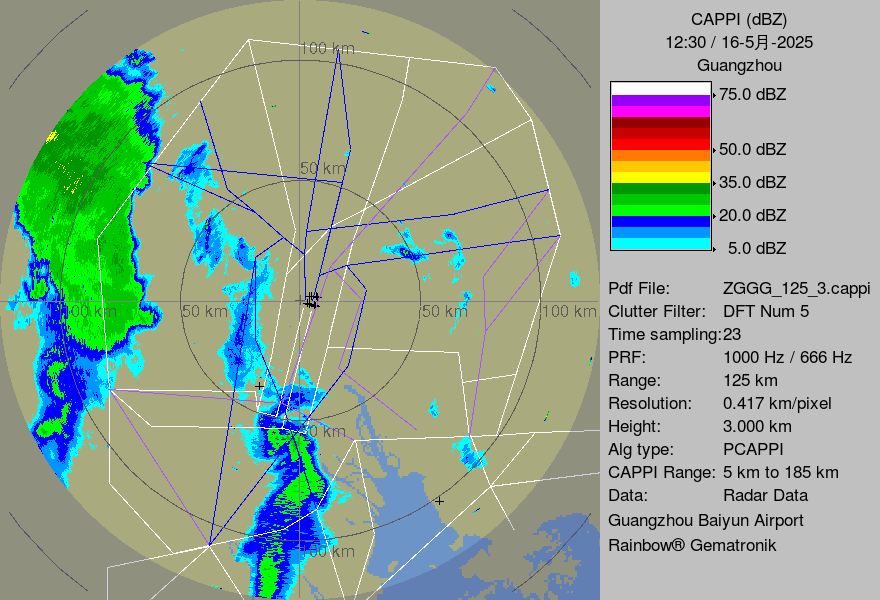 CAPPI (dBZ)
12:30 / 16-5月-2025
Guangzhou
75.0 dBZ
50.0 dBZ
35.0 dBZ
20.0 dBZ
5.0 dBZ
Pdf File: ZGGG_125_3.cappi
Clutter Filter: DFT Num 5
Time sampling:23
PRF: 1000 Hz / 666 Hz
Range: 125 km
Resolution: 0.417 km/pixel
Height: 3.000 km
Alg type: PCAPPI
CAPPI Range: 5 km to 185 km
Data: Radar Data
Guangzhou Baiyun Airport
Rainbow® Gematronik
100 km
50 km
100 km
50 km
50 km
100 km
50 km
100 km